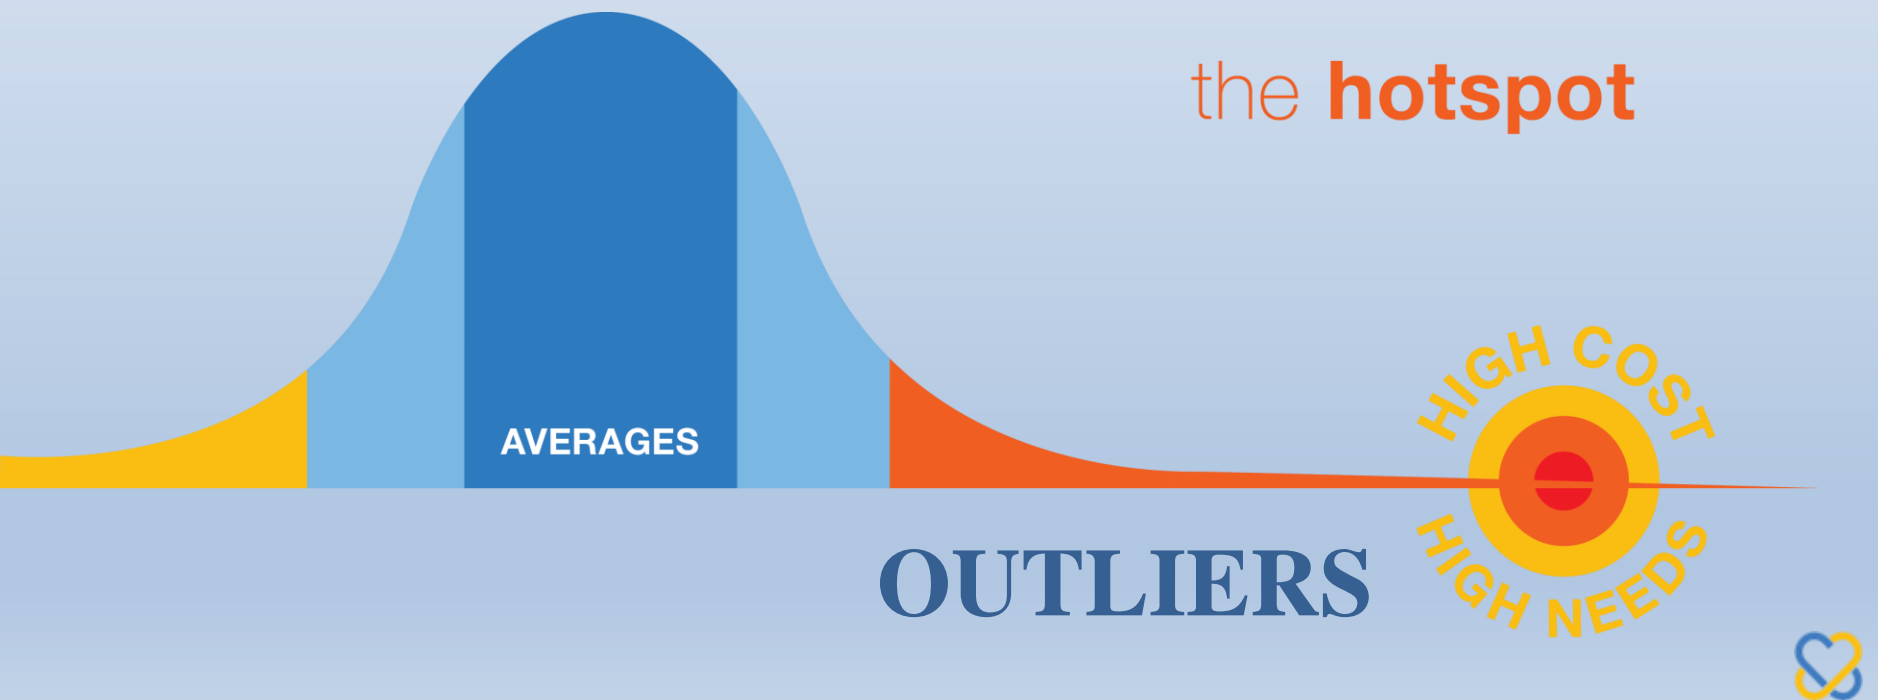 the hotspot
AVERAGES
HIGH COST
HIGH NEEDS
OUTLIERS